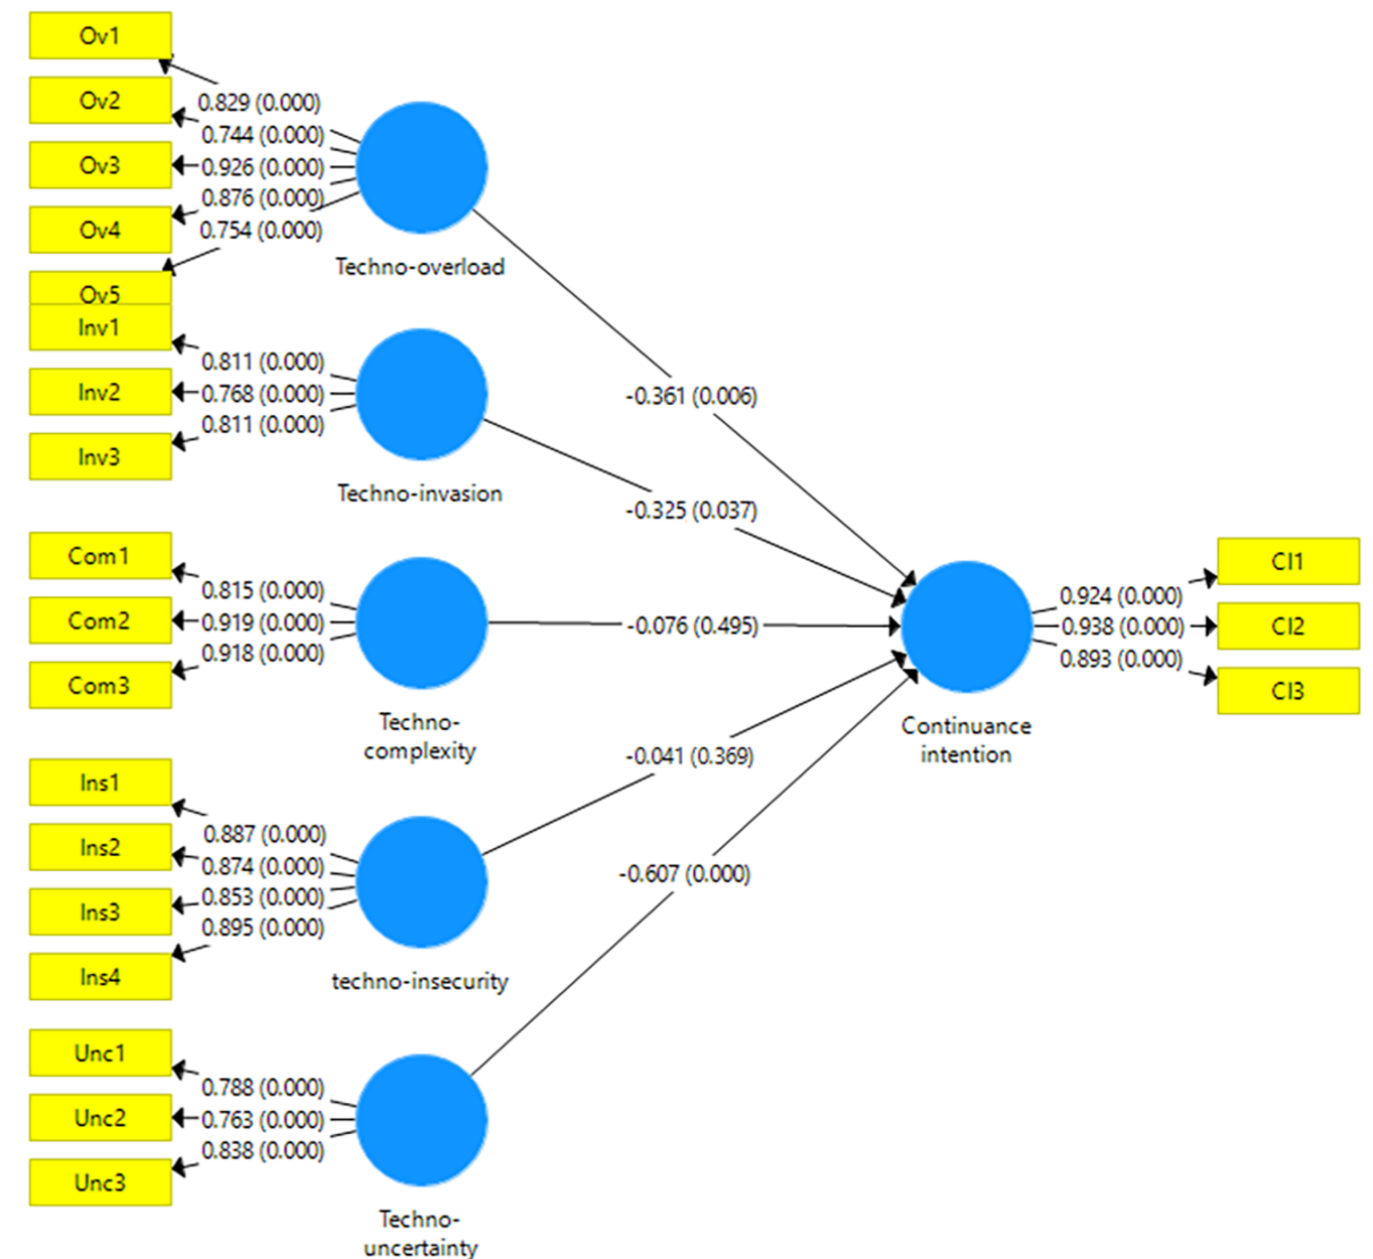 Ov1
Ov2
Ov3
Ov4
Ov5
0.829 (0.000)
0.744 (0.000)
0.926 (0.000)
0.876 (0.000)
0.754 (0.000)
Techno-overload
Inv1
Inv2
Inv3
0.811 (0.000)
0.768 (0.000)
0.811 (0.000)
Techno-invasion
Com1
Com2
Com3
0.815 (0.000)
0.919 (0.000)
0.918 (0.000)
Techno-
complexity
Ins1
Ins2
Ins3
Ins4
0.887 (0.000)
0.874 (0.000)
0.853 (0.000)
0.895 (0.000)
techno-insecurity
Unc1
Unc2
Unc3
0.788 (0.000)
0.763 (0.000)
0.838 (0.000)
Techno-
uncertainty
-0.361 (0.006)
-0.325 (0.037)
-0.076 (0.495)
-0.041 (0.369)
-0.607 (0.000)
Continuance
intention
0.924 (0.000)
0.938 (0.000)
0.893 (0.000)
CI1
CI2
CI3